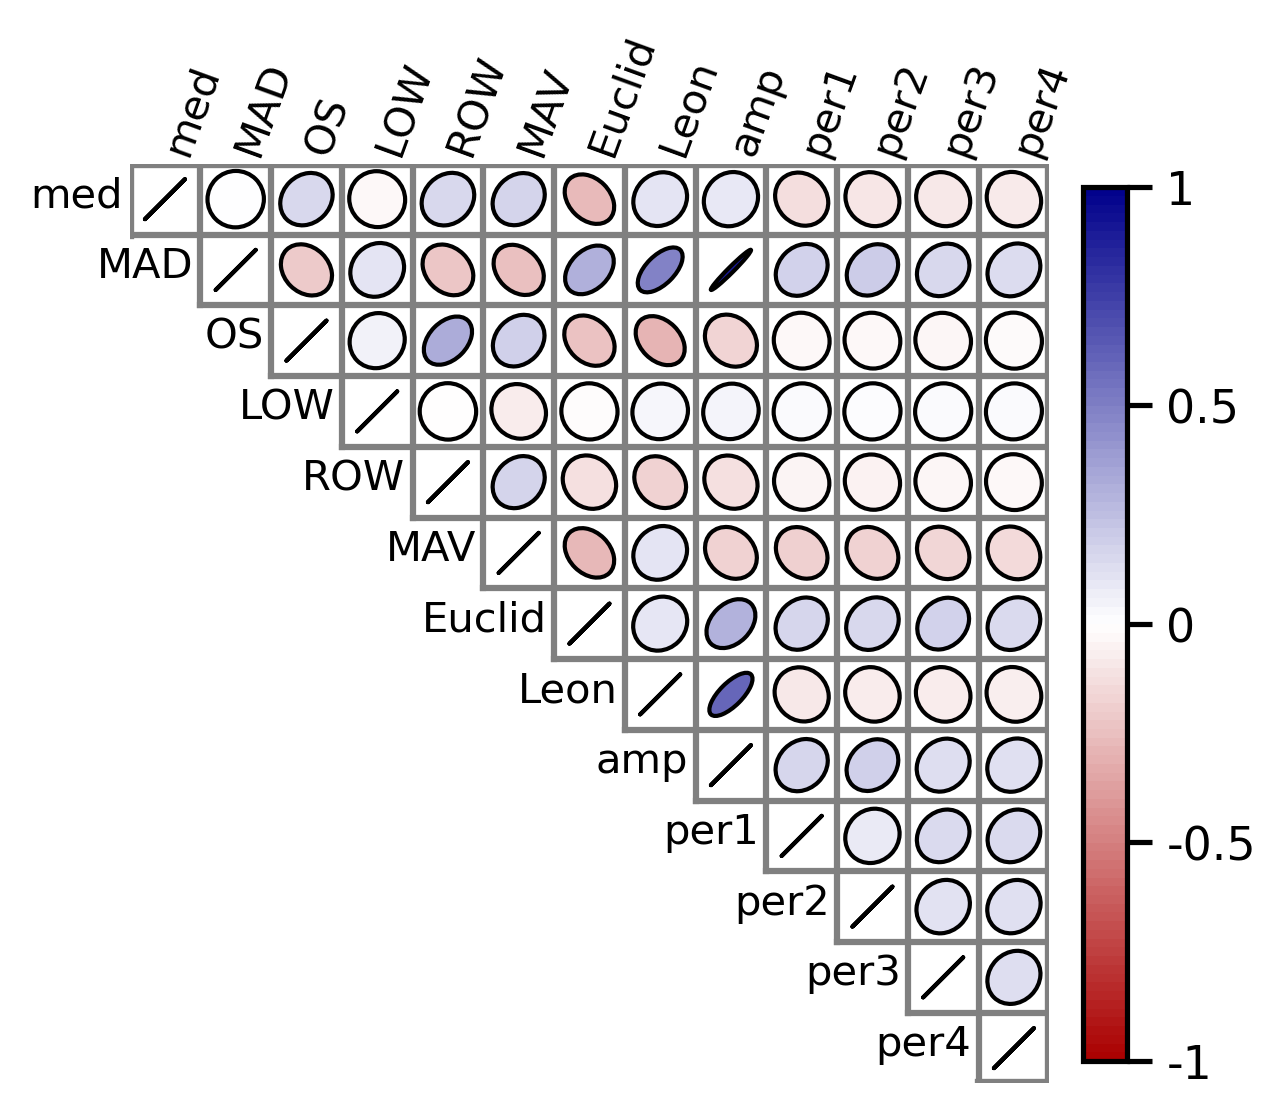 med MAD OS LOW ROW MAV Euclid Leon amp per1 per2 per3 per4
med
MAD
OS
LOW
ROW
MAV
Euclid
Leon
amp
per1
per2
per3
per4
1
0.5
0
-0.5
-1